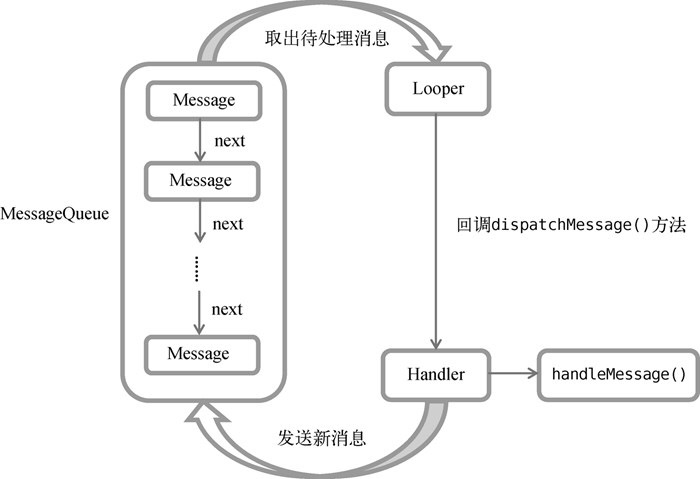 取出待处理消息
Message
Looper
next
Message
MessageQueue
next
回调dispatchMessage()方法
next
Message
Handler
handleMessage()
发送新消息